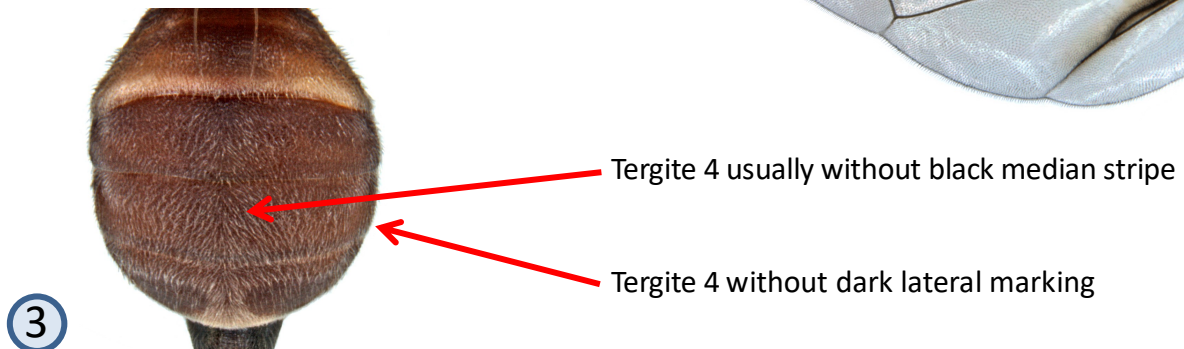 Tergite 4 usually without black median stripe
Tergite 4 without dark lateral marking
3